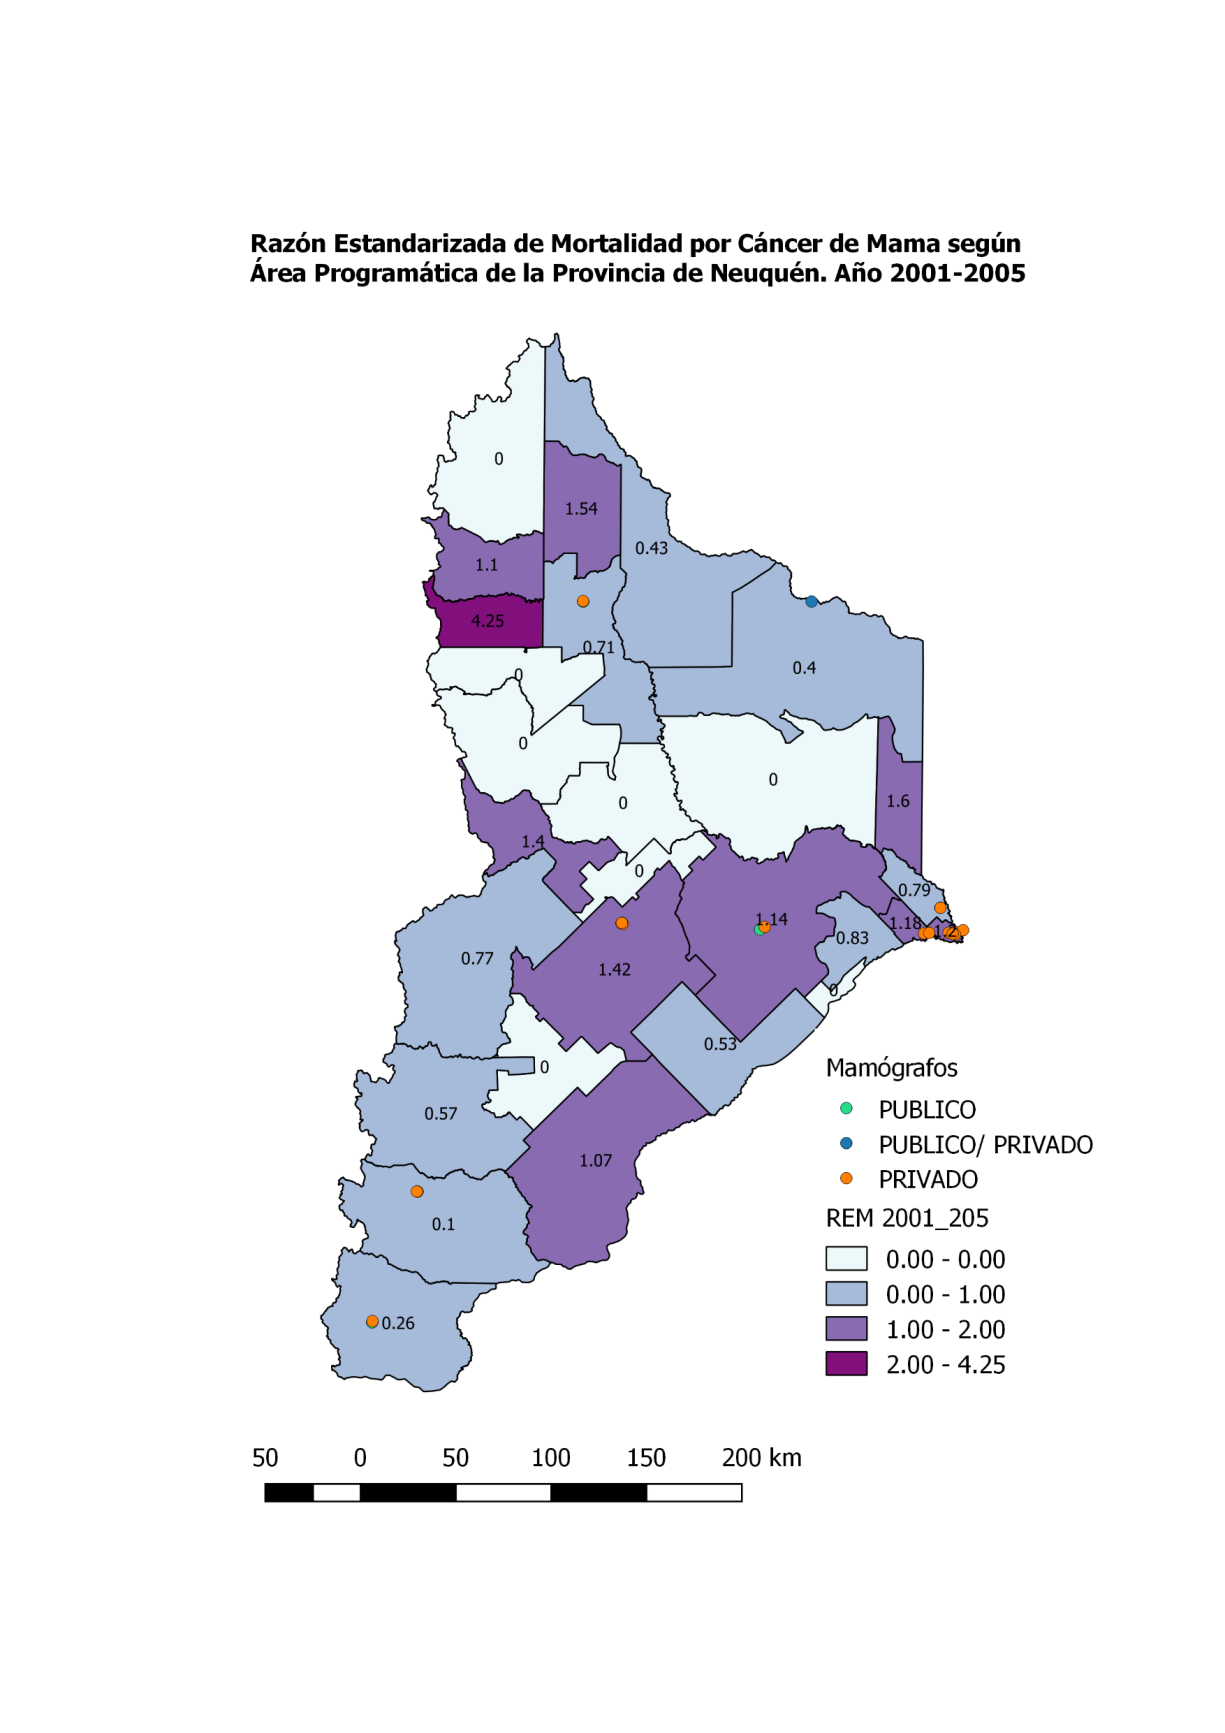 Razón Estandarizada de Mortalidad por Cáncer de Mama según
Área Programática de la Provincia de Neuquén. Año 2001-2005
0
1.54
0.43
1.1
4.25
0.71
0
0.4
0
0
0
1.6
1.4
0
0.79
1.14
1.18
1.2
0.83
0.77
1.42
0
0.53
0
0.57
1.07
0.1
0.26
Mamógrafos
PUBLICO
PUBLICO/ PRIVADO
PRIVADO
REM 2001_205
0.00 - 0.00
0.00 - 1.00
1.00 - 2.00
2.00 - 4.25
50 0 50 100 150 200 km